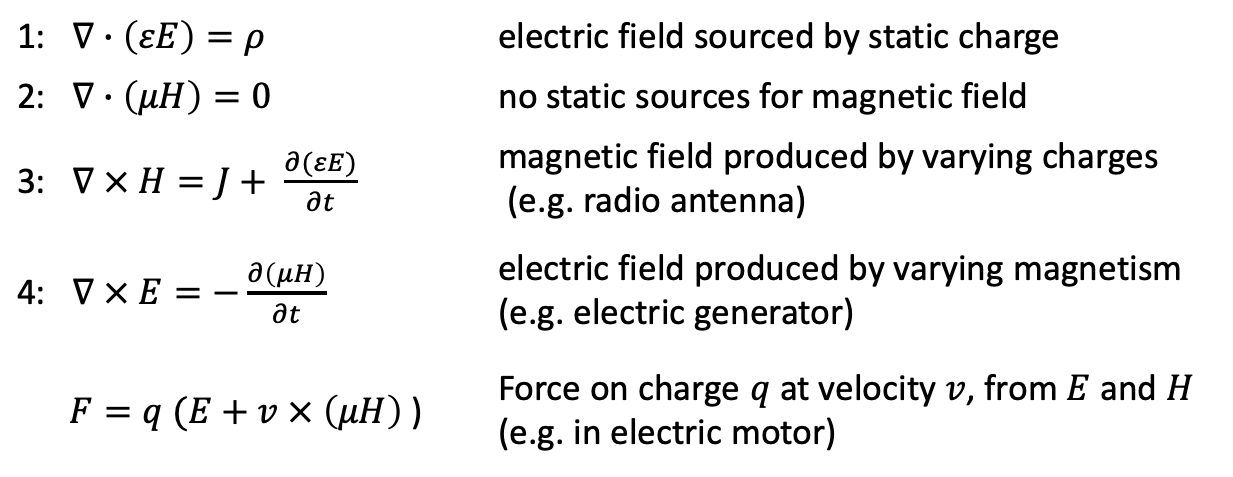 1: ∇ · (εE) = ρ electric field sourced by static charge
2: ∇ · (μH) = 0 no static sources for magnetic field
3: ∇ × H = J + ∂(εE)/∂t magnetic field produced by varying charges
(e.g. radio antenna)
4: ∇ × E = − ∂(μH)/∂t electric field produced by varying magnetism
(e.g. electric generator)
F = q (E + v × (μH) ) Force on charge q at velocity v, from E and H
(e.g. in electric motor)